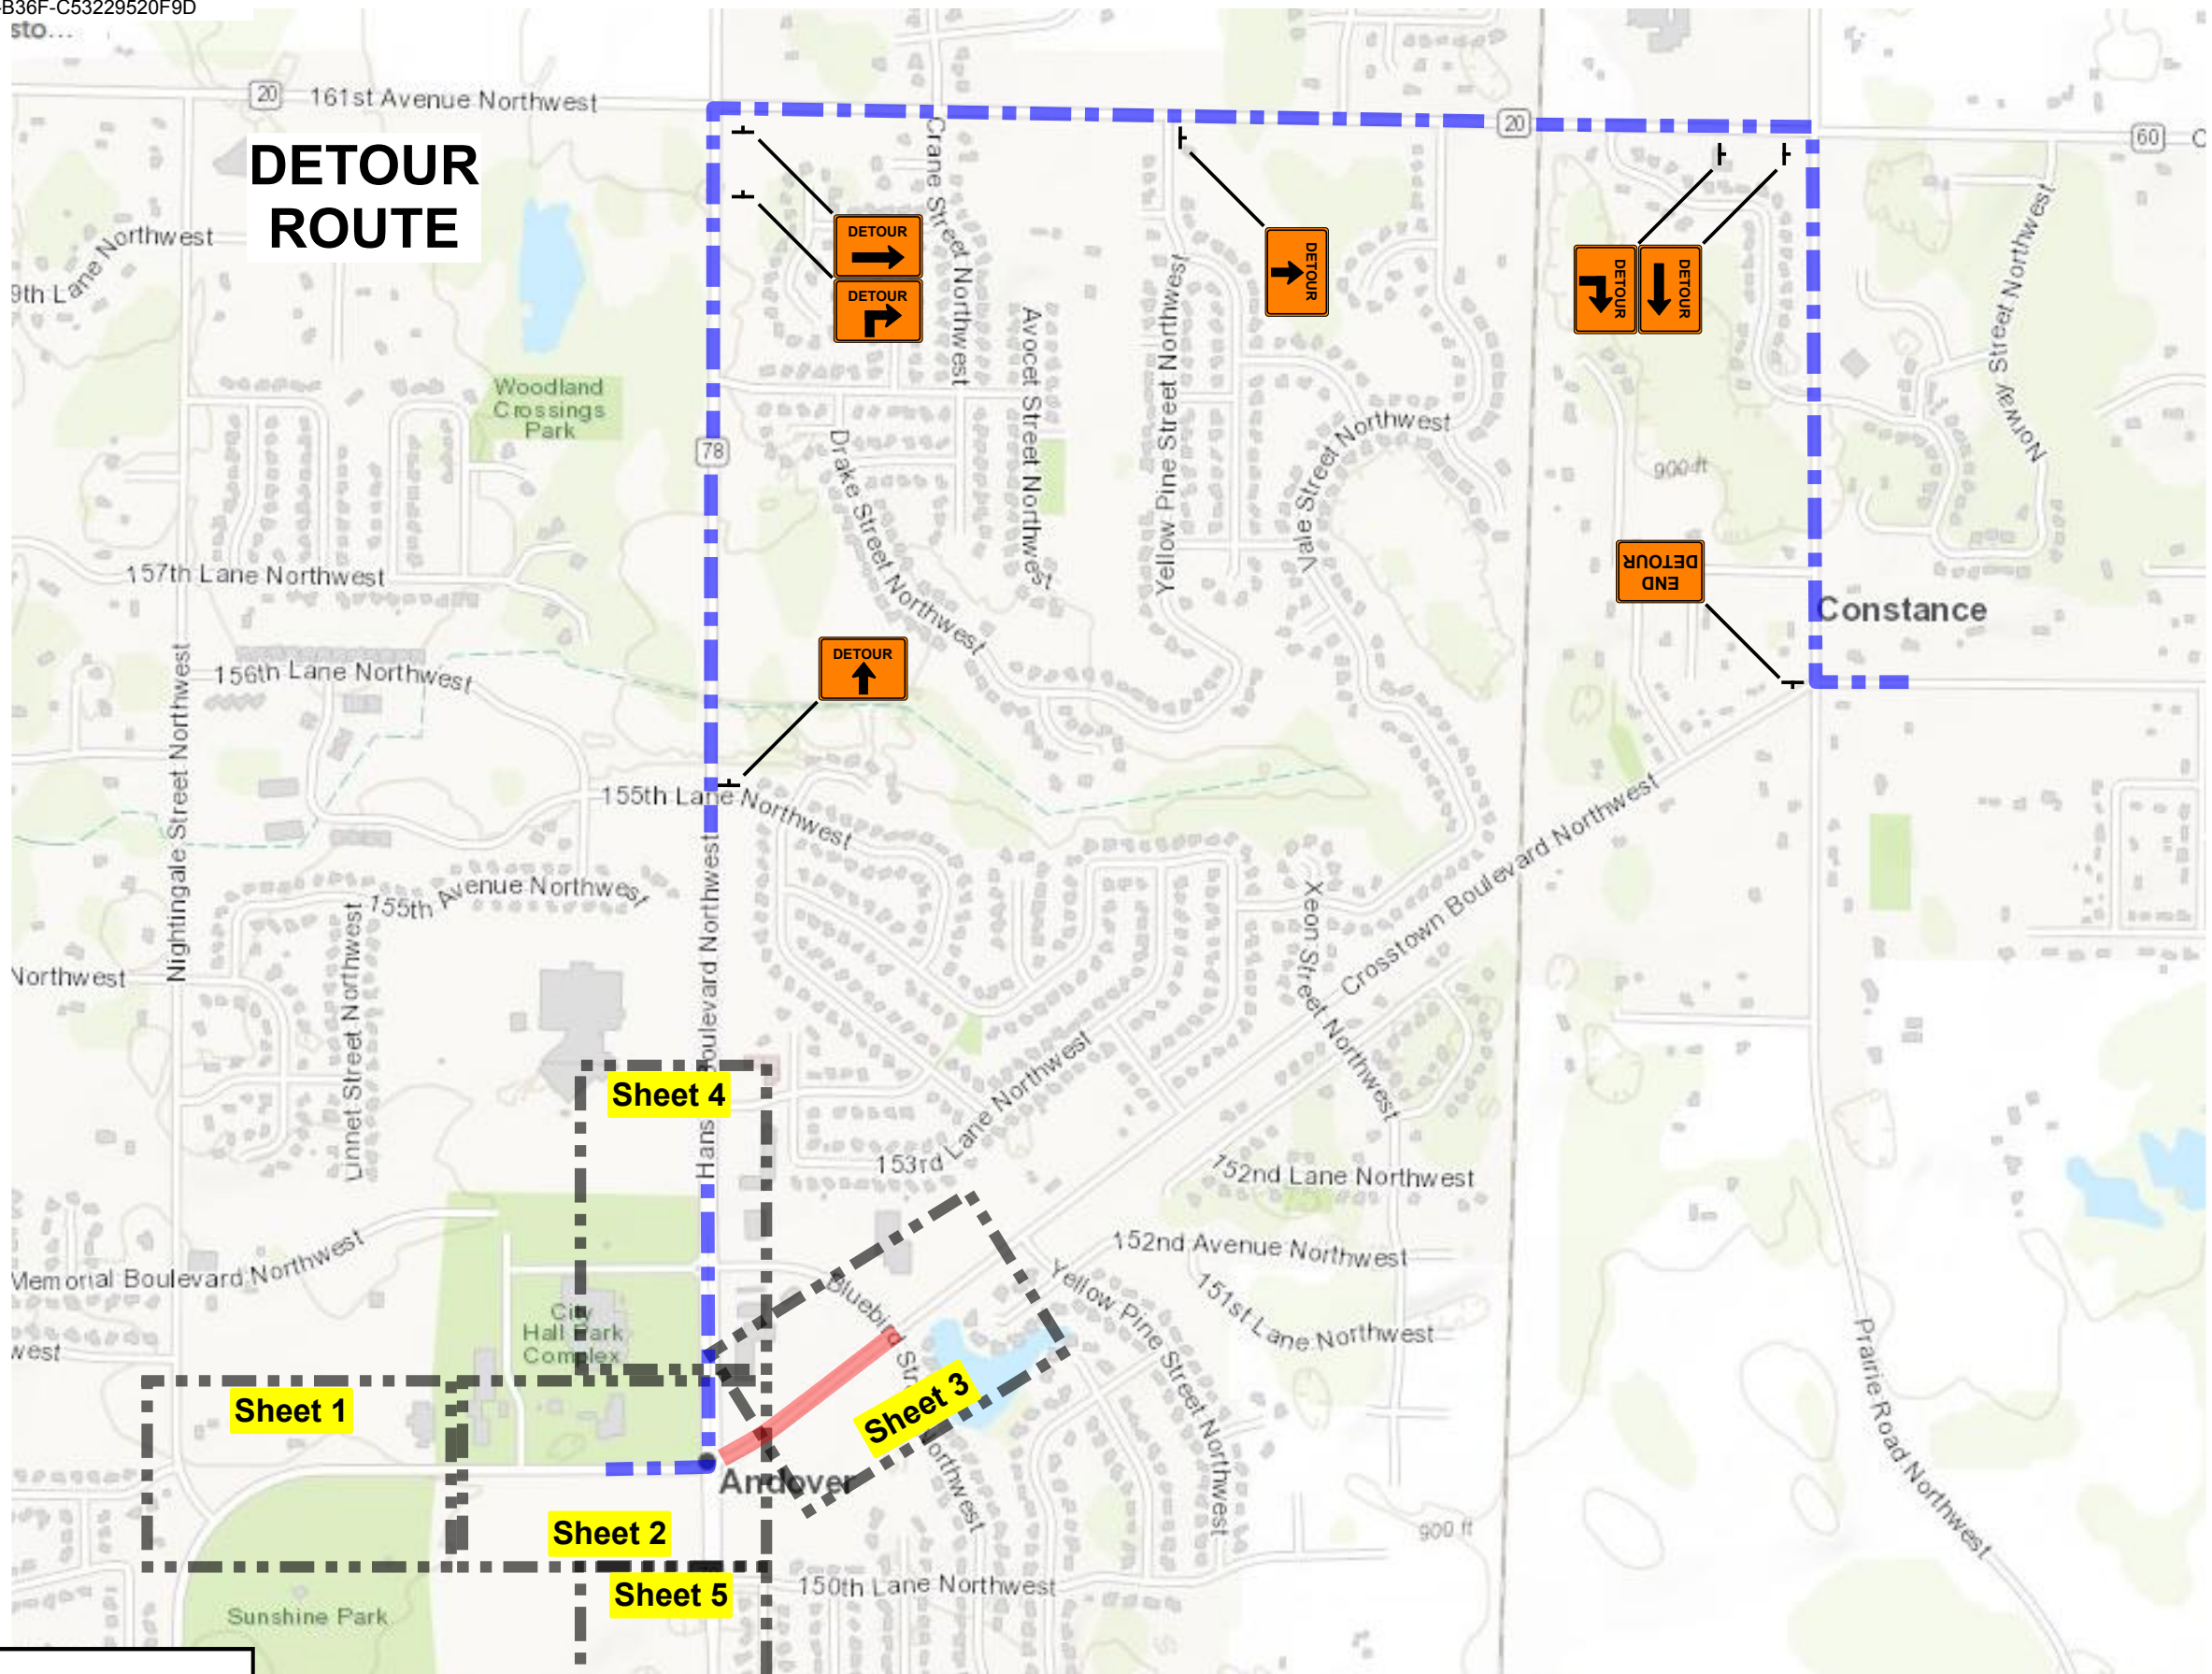 -B36F-C53229520F9D
sto...
20
161st Avenue Northwest
20
60
DETOUR
ROUTE
Crane Street Northwest
DETOUR
DETOUR
DETOUR
DETOUR
DETOUR
9th Lane Northwest
Norway Street Northwest
Avocet Street Northwest
Yellow Pine Street Northwest
Woodland
Crossings
Park
78
Drake Street Northwest
Vale Street Northwest
900 ft
157th Lane Northwest
END
DETOUR
Constance
DETOUR
156th Lane Northwest
Nightingale Street Northwest
155th Lane Northwest
155th Avenue Northwest
Linnet Street Northwest
Northwest
Hans
oulevard Northwest
Xeon Street Northwest
Crosstown Boulevard Northwest
Sheet 4
153rd Lane Northwest
152nd Lane Northwest
152nd Avenue Northwest
151st Lane Northwest
Yellow Pine Street Northwest
Memorial Boulevard Northwest
Bluebird Str
orthwest
City
Hall Park
Complex
west
Sheet 1
Sheet 3
Prairie Road Northwest
Andover
Sheet 2
900 ft
Sheet 5
150th Lane Northwest
Sunshine Park